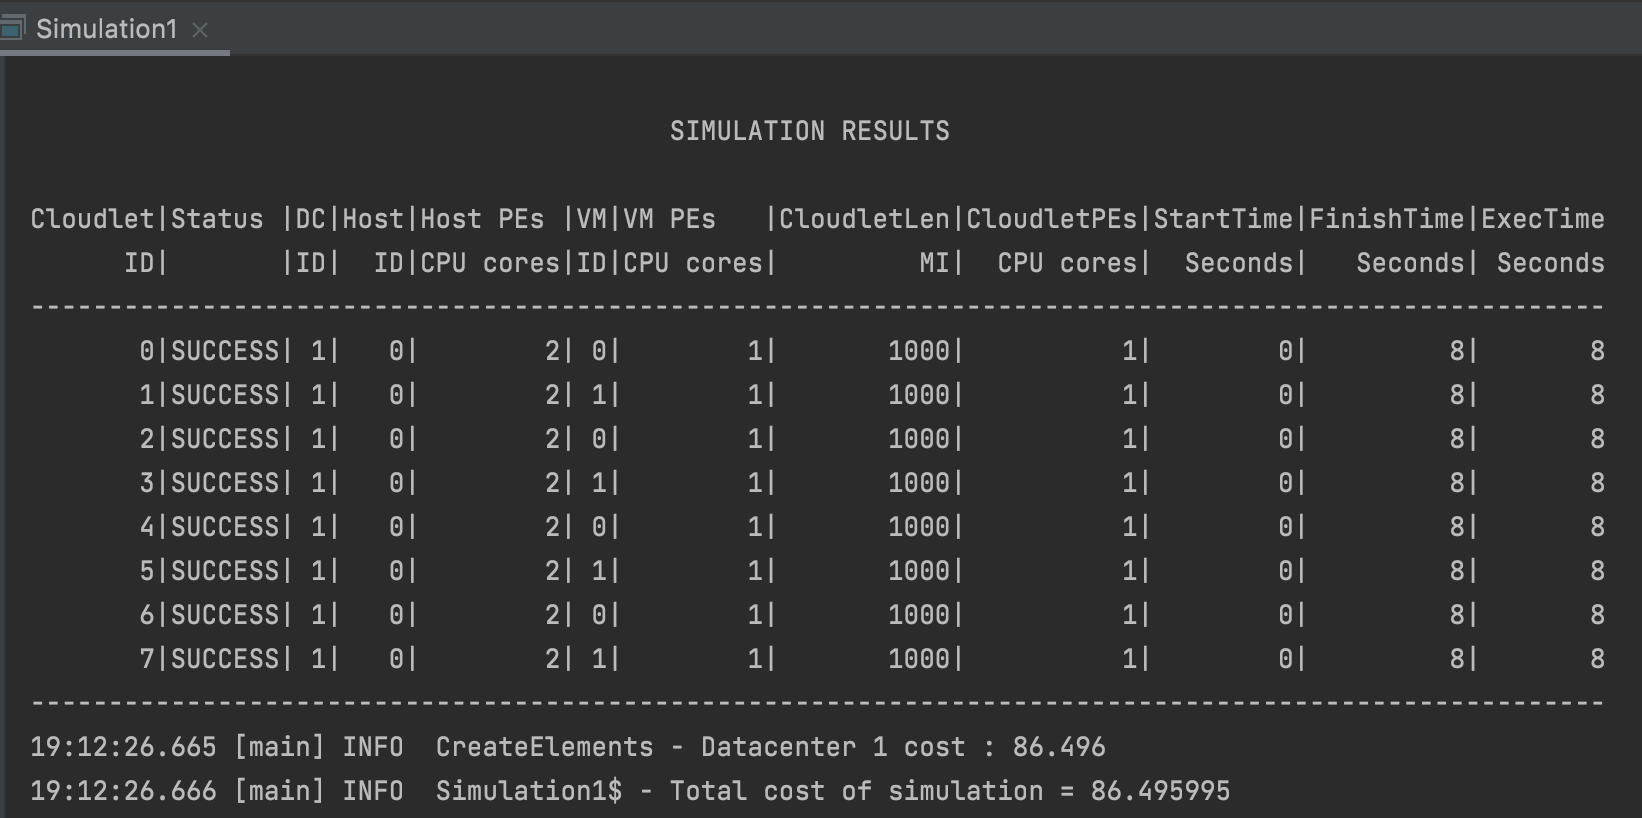 Simulation1 ×
SIMULATION RESULTS
Cloudlet|Status |DC|Host|Host PEs |VM|VM PEs   |CloudletLen|CloudletPEs|StartTime|FinishTime|ExecTime
      ID|       |ID|  ID|CPU cores|ID|CPU cores|         MI|  CPU cores|  Seconds|   Seconds| Seconds
-----------------------------------------------------------------------------------------------------
       0|SUCCESS| 1|   0|        2| 0|        1|       1000|          1|        0|         8|       8
       1|SUCCESS| 1|   0|        2| 1|        1|       1000|          1|        0|         8|       8
       2|SUCCESS| 1|   0|        2| 0|        1|       1000|          1|        0|         8|       8
       3|SUCCESS| 1|   0|        2| 1|        1|       1000|          1|        0|         8|       8
       4|SUCCESS| 1|   0|        2| 0|        1|       1000|          1|        0|         8|       8
       5|SUCCESS| 1|   0|        2| 1|        1|       1000|          1|        0|         8|       8
       6|SUCCESS| 1|   0|        2| 0|        1|       1000|          1|        0|         8|       8
       7|SUCCESS| 1|   0|        2| 1|        1|       1000|          1|        0|         8|       8
-----------------------------------------------------------------------------------------------------
19:12:26.665 [main] INFO  CreateElements - Datacenter 1 cost : 86.496
19:12:26.666 [main] INFO  Simulation1$ - Total cost of simulation = 86.495995